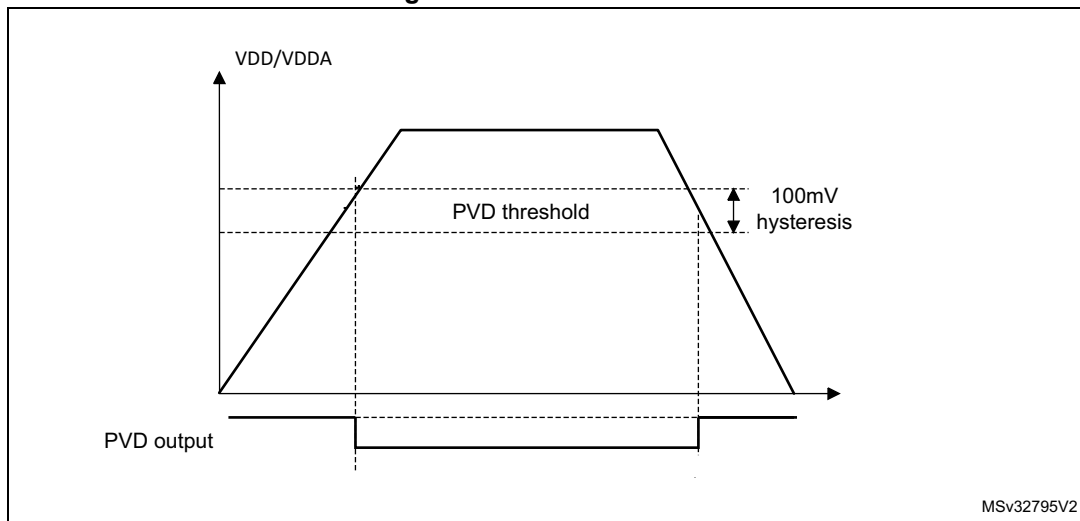 VDD/VDDA
PVD threshold
100mV
hysteresis
PVD output
MSv32795V2